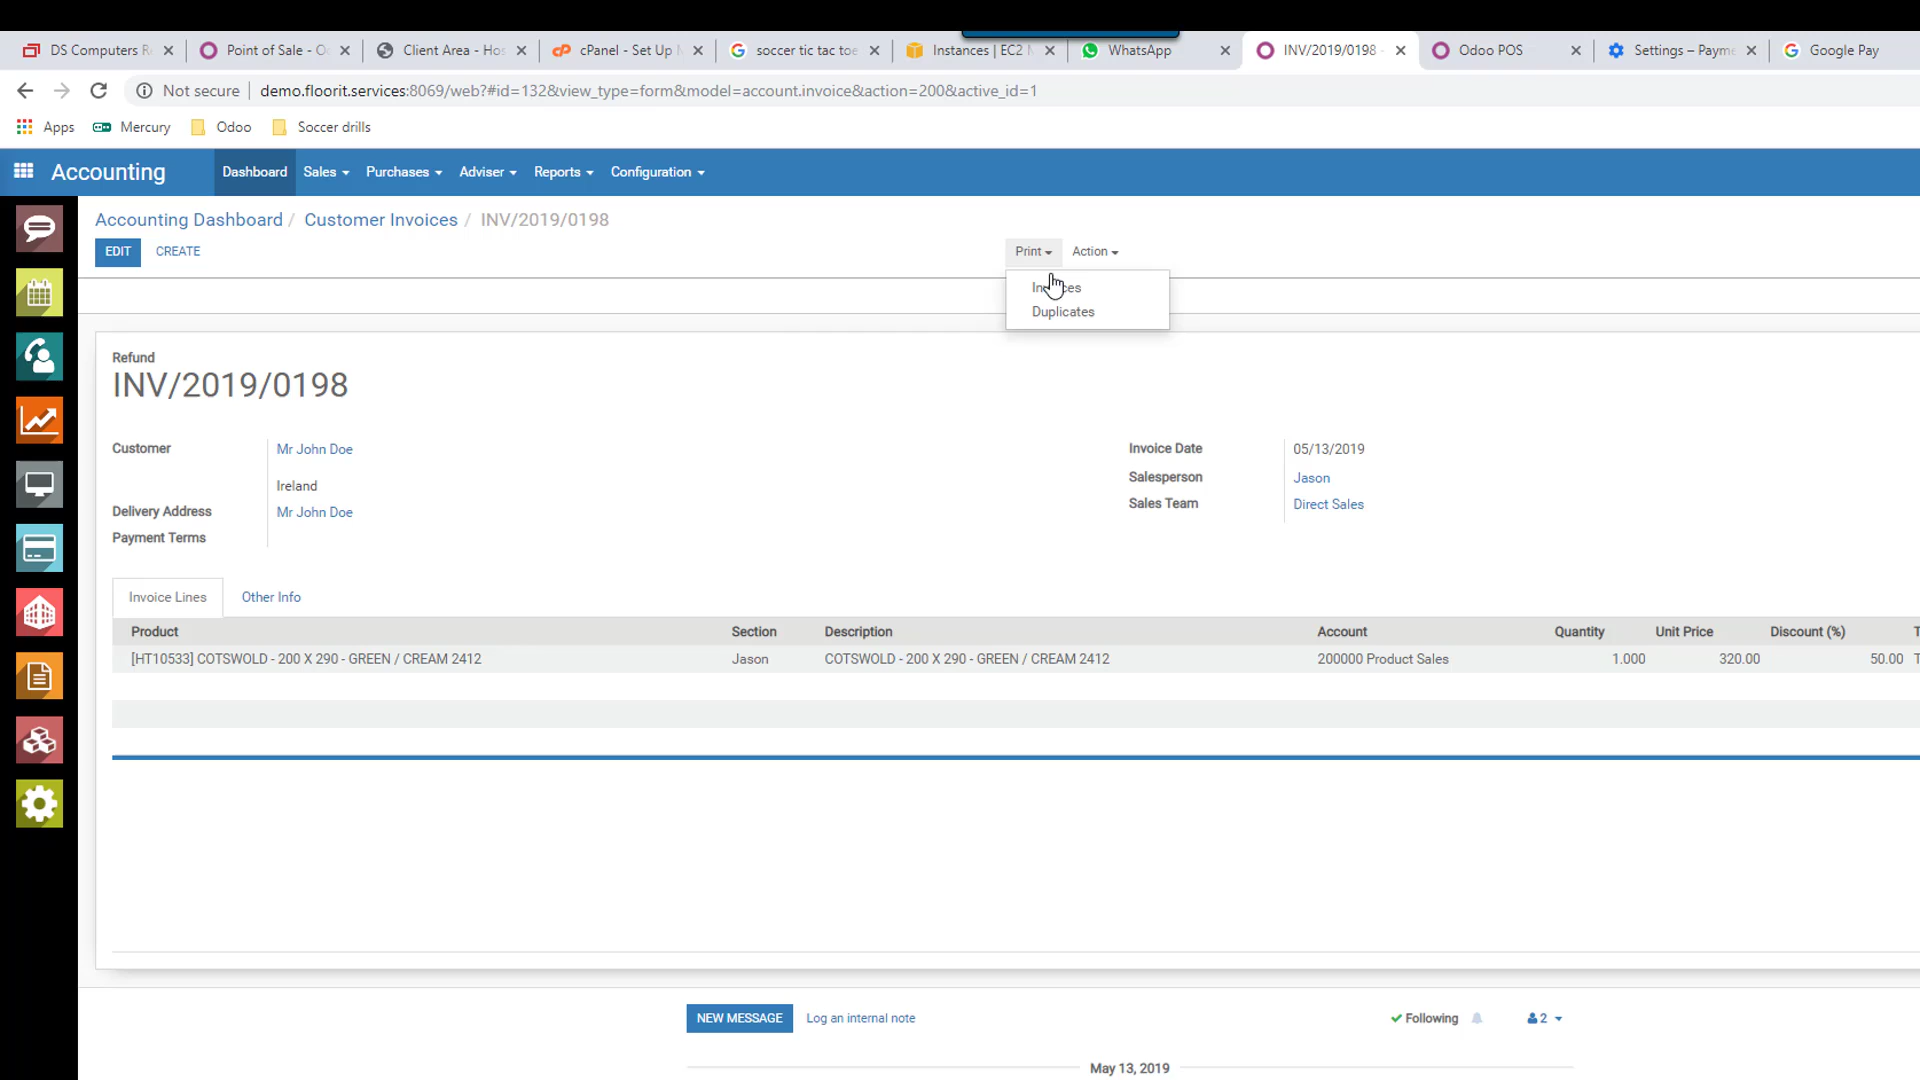 DS Computers R
Point of Sale - O
Client Area - Hos
cPanel - Set Up
soccer tic tac toe
Instances | EC2
WhatsApp
INV/2019/0198 -
Odoo POS
Settings – Payme
Google Pay
Not secure
demo.floorit.services:8069/web?#id=132&view_type=form&model=account.invoice&action=200&active_id=1
Apps
Mercury
Odoo
Soccer drills
Accounting
Dashboard
Sales
Purchases
Adviser
Reports
Configuration
Accounting Dashboard / Customer Invoices / INV/2019/0198
EDIT
CREATE
Print
Action
Duplicates
Refund
INV/2019/0198
Customer
Mr John Doe
Ireland
Delivery Address
Mr John Doe
Payment Terms
Invoice Date
05/13/2019
Salesperson
Jason
Sales Team
Direct Sales
Invoice Lines
Other Info
Product Section Description Account Quantity Unit Price Discount (%) T
[HT10533] COTSWOLD - 200 X 290 - GREEN / CREAM 2412 Jason COTSWOLD - 200 X 290 - GREEN / CREAM 2412 200000 Product Sales 1.000 320.00 50.00 T
NEW MESSAGE
Log an internal note
Following
2
May 13, 2019